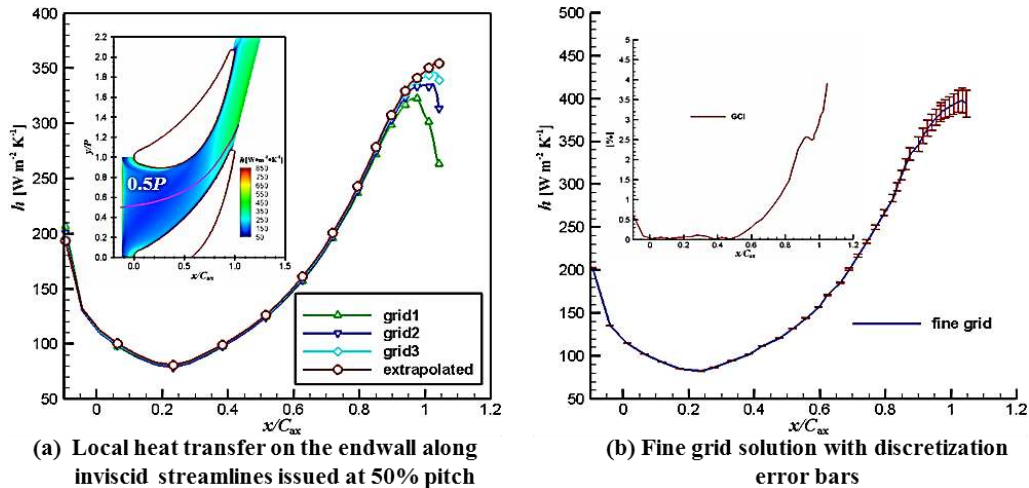 400
350
300
250
200
150
100
50
h [W m⁻² K⁻¹]
0 0.2 0.4 0.6 0.8 1 1.2
x/Cax
2.2
2.0
1.8
1.6
1.4
1.2
1.0
0.8
0.6
0.4
0.2
0.0
y/P
0.0 0.5 1.0 1.5
x/Cax
0.5P
h[W•m⁻²•K⁻¹]
850
750
650
550
450
350
250
150
50
grid1
grid2
grid3
extrapolated
(a) Local heat transfer on the endwall along
inviscid streamlines issued at 50% pitch
500
450
400
350
300
250
200
150
100
50
h [W m⁻² K⁻¹]
0 0.2 0.4 0.6 0.8 1 1.2
x/Cax
5
4.5
4
3.5
3
2.5
2
1.5
1
0.5
0
[%]
GCI
0 0.2 0.4 0.6 0.8 1 1.2
x/Cax
fine grid
(b) Fine grid solution with discretization
error bars